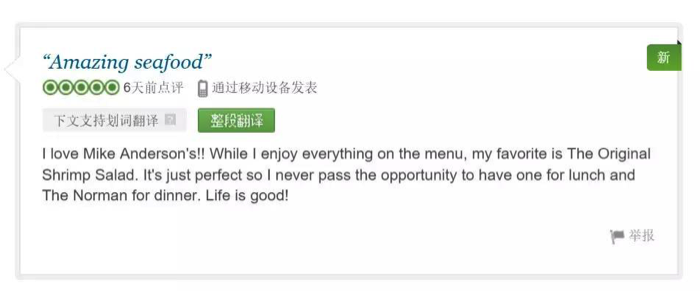 “Amazing seafood”
新
6天前点评 通过移动设备发表
下文支持划词翻译 ? 整段翻译
I love Mike Anderson's!! While I enjoy everything on the menu, my favorite is The Original
Shrimp Salad. It's just perfect so I never pass the opportunity to have one for lunch and
The Norman for dinner. Life is good!
举报